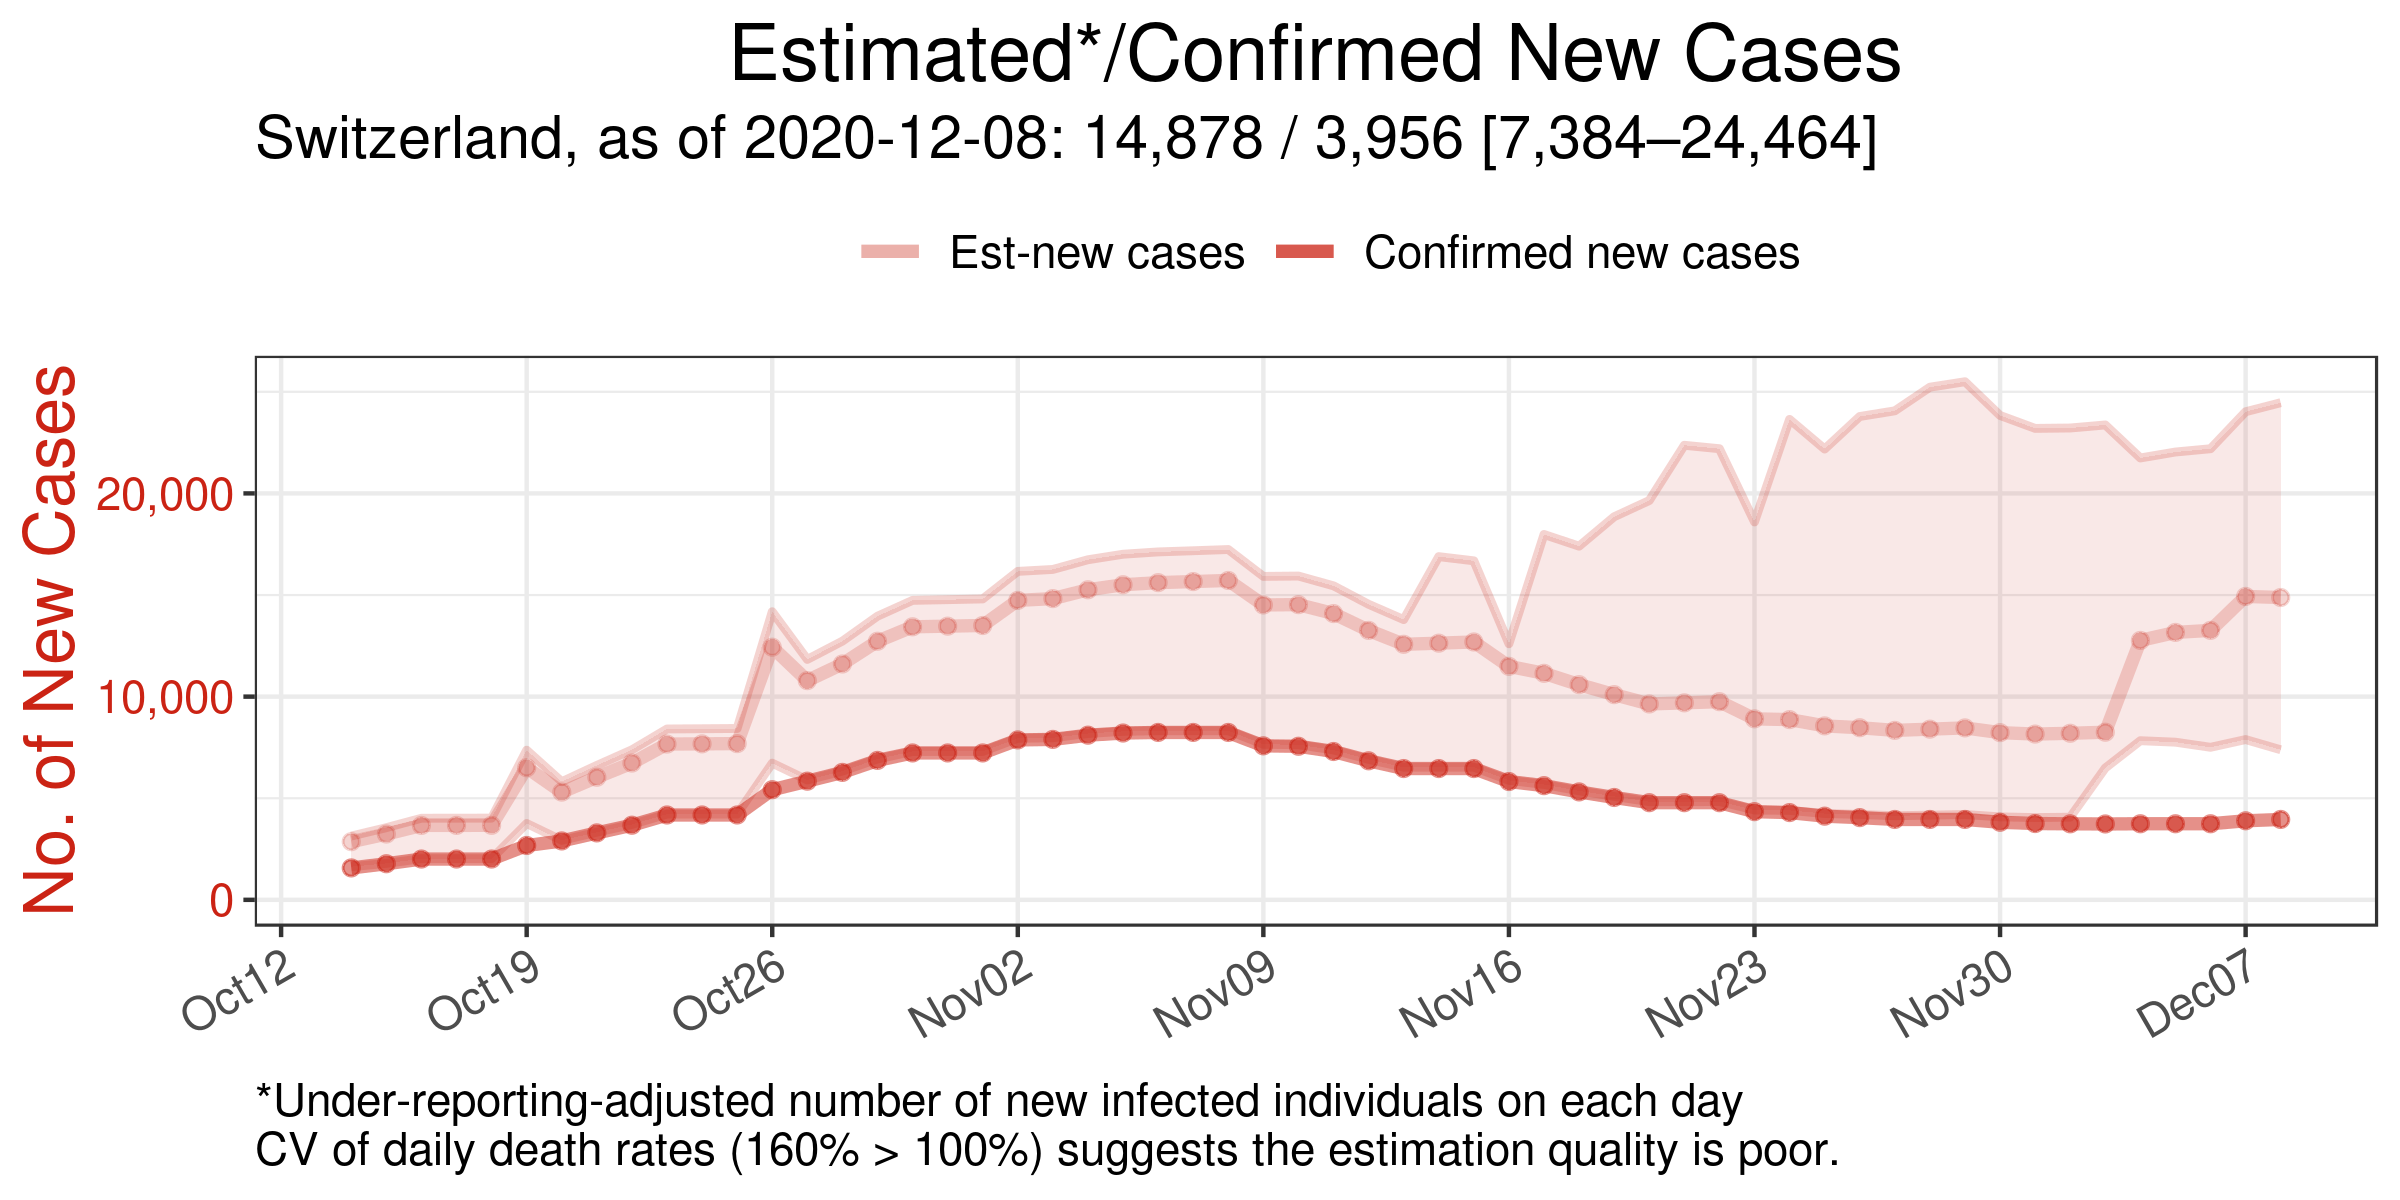 Estimated*/Confirmed New Cases
Switzerland, as of 2020-12-08: 14,878 / 3,956 [7,384–24,464]
Est-new cases
Confirmed new cases
No. of New Cases
20,000
10,000
0
Oct12
Oct19
Oct26
Nov02
Nov09
Nov16
Nov23
Nov30
Dec07
*Under-reporting-adjusted number of new infected individuals on each day
CV of daily death rates (160% > 100%) suggests the estimation quality is poor.